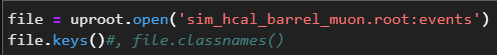 file = uproot.open('sim_hcal_barrel_muon.root:events')
file.keys()#, file.classnames()